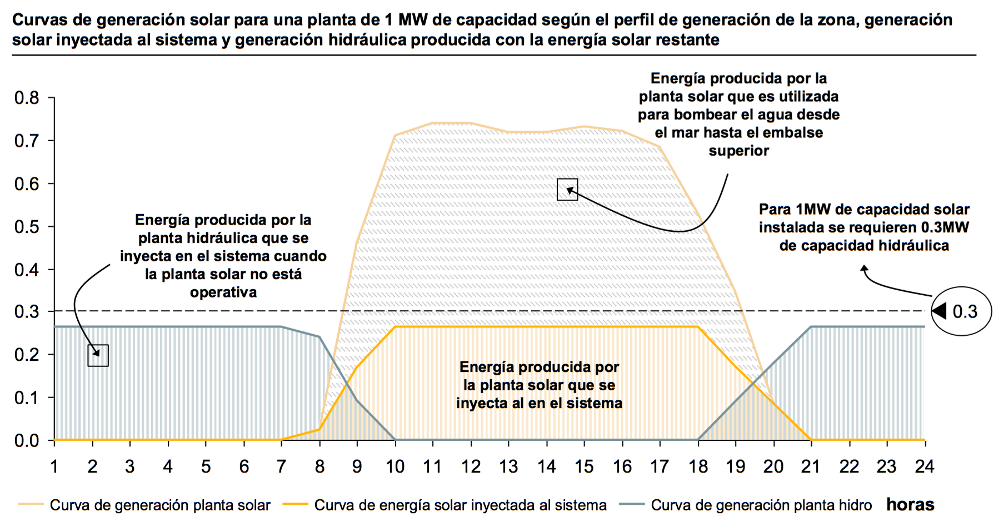 Curvas de generación solar para una planta de 1 MW de capacidad según el perfil de generación de la zona, generación
solar inyectada al sistema y generación hidráulica producida con la energía solar restante
Energía producida por la
planta solar que es utilizada
para bombear el agua desde
el mar hasta el embalse
superior
0.8
0.7
0.6
0.5
0.4
0.3
0.2
0.1
0.0
Energía producida por la
planta hidráulica que se
inyecta en el sistema cuando
la planta solar no está
operativa
Para 1MW de capacidad solar
instalada se requieren 0.3MW
de capacidad hidráulica
0.3
Energía producida por
la planta solar que se
inyecta al en el sistema
1 2 3 4 5 6 7 8 9 10 11 12 13 14 15 16 17 18 19 20 21 22 23 24
Curva de generación planta solar
Curva de energía solar inyectada al sistema
Curva de generación planta hidro
horas